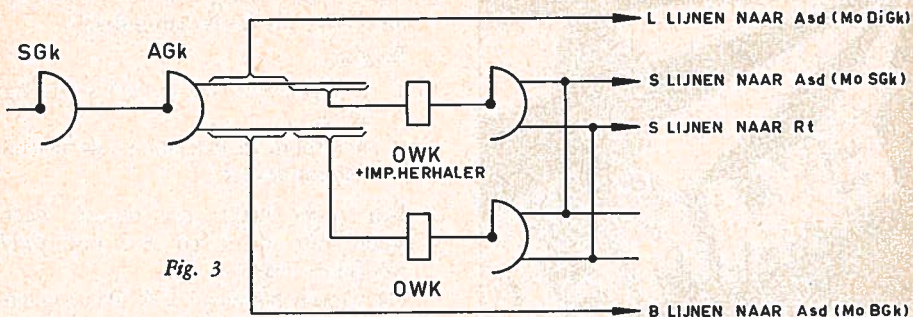 L LIJNEN NAAR Asd (Mo DiGk)
SGk
AGk
S LIJNEN NAAR Asd (Mo SGk)
S LIJNEN NAAR Rt
OWK
+IMP.HERHALER
Fig. 3
OWK
B LIJNEN NAAR Asd (Mo BGk)